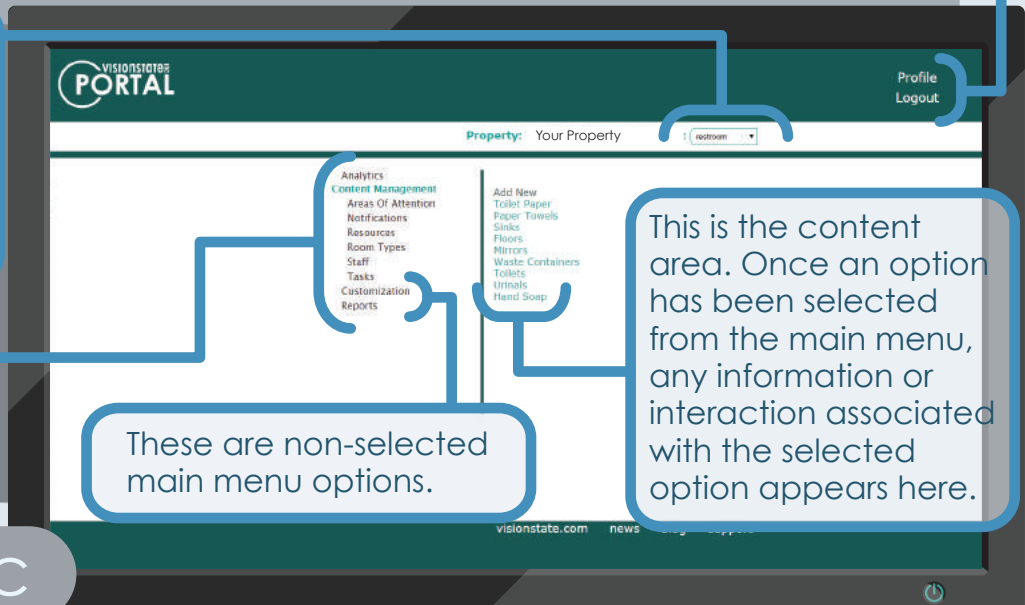 VISIONSTATE
PORTAL
Profile
Logout
Property: Your Property : restroom
Analytics
Content Management
Areas Of Attention
Notifications
Resources
Room Types
Staff
Tasks
Customization
Reports
Add New
Toilet Paper
Paper Towels
Sinks
Floors
Mirrors
Waste Containers
Toilets
Urinals
Hand Soap
This is the content
area. Once an option
has been selected
from the main menu,
any information or
interaction associated
with the selected
option appears here.
These are non-selected
main menu options.
visionstate.com news
C